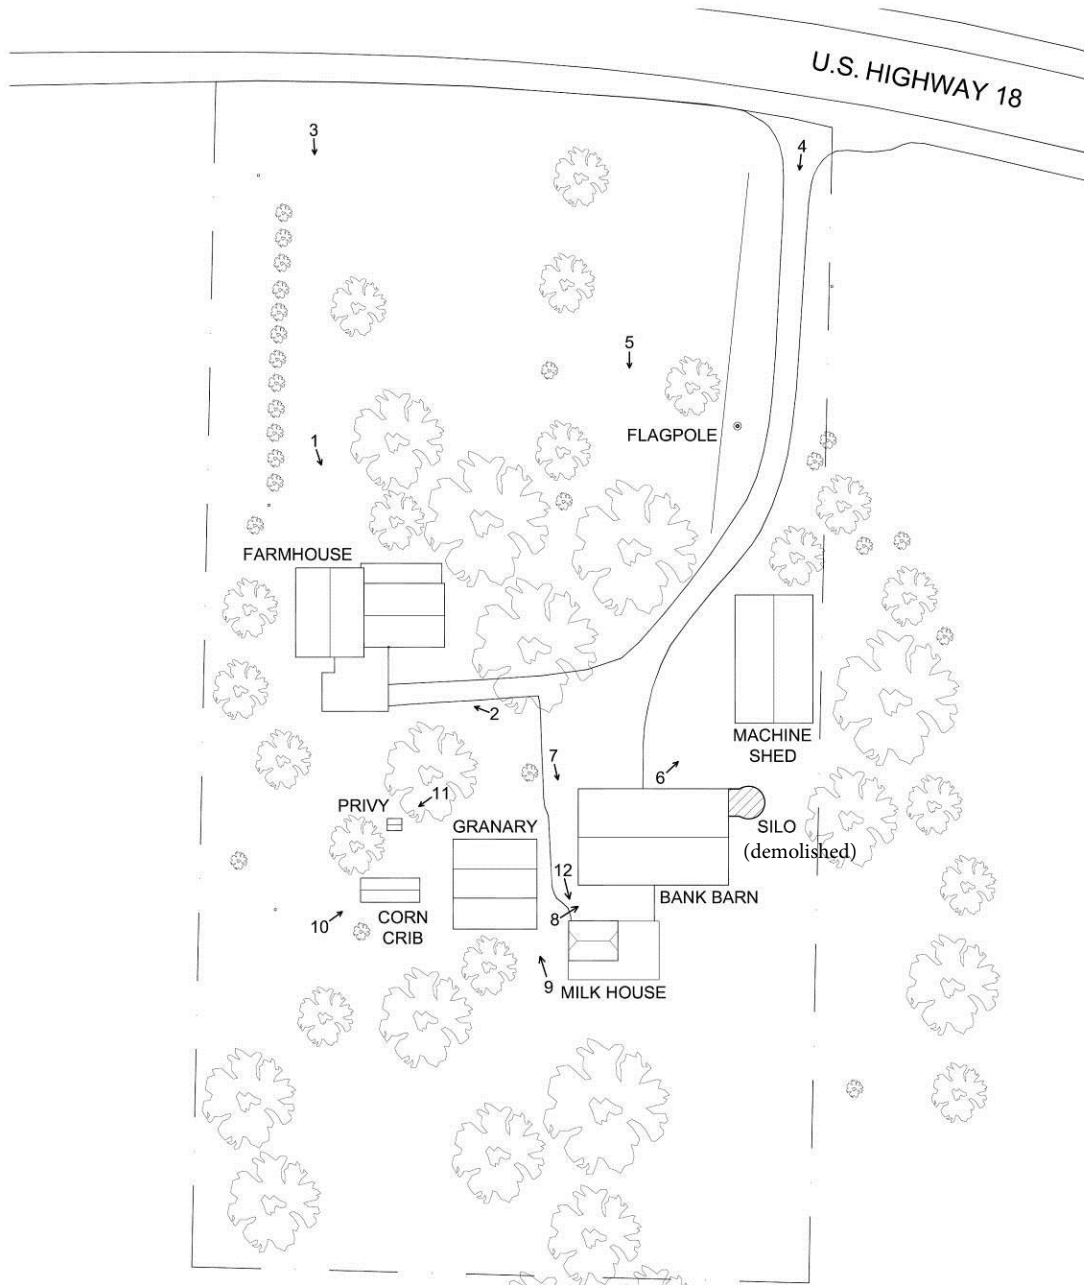 U.S. HIGHWAY 18
3
4
5
FLAGPOLE
1
FARMHOUSE
2
MACHINE
SHED
7
6
11
PRIVY
GRANARY
SILO
(demolished)
12
BANK BARN
8
10
CORN
CRIB
9
MILK HOUSE